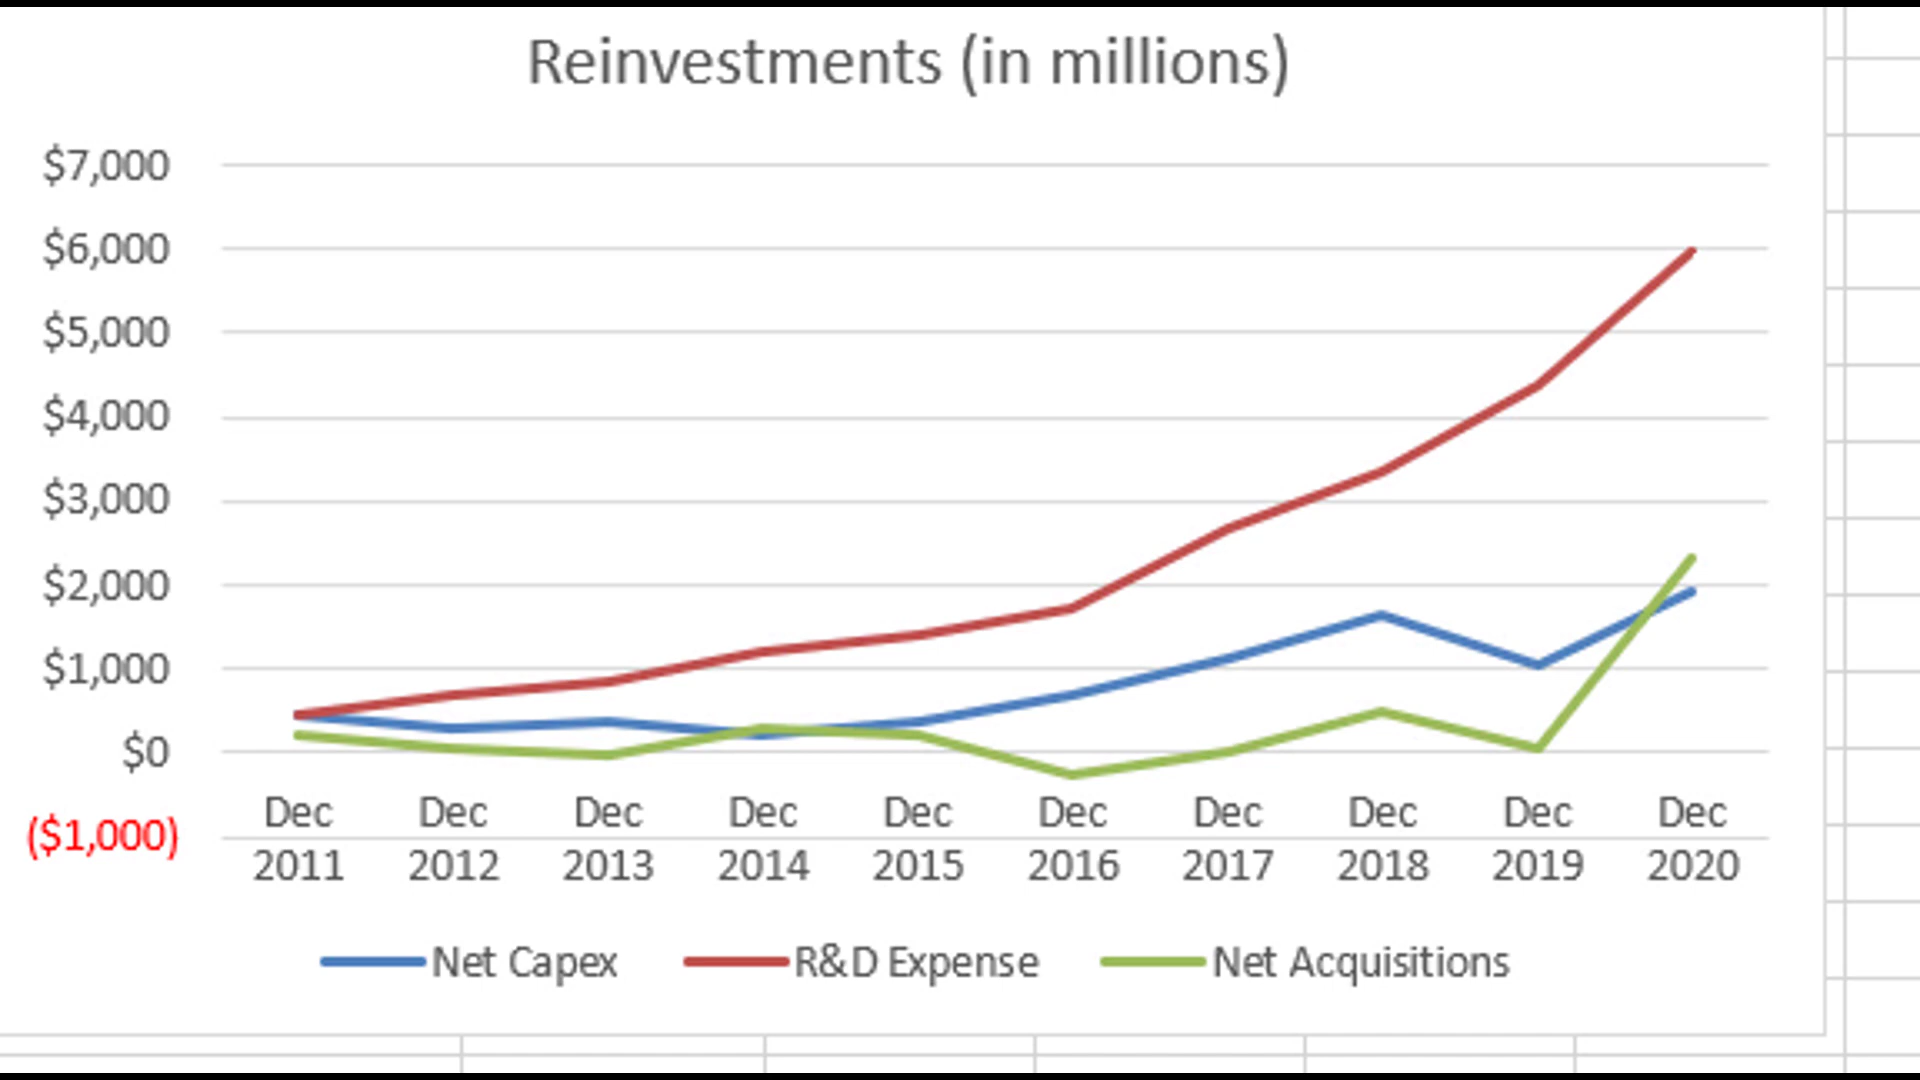 Reinvestments (in millions)
$7,000
$6,000
$5,000
$4,000
$3,000
$2,000
$1,000
$0
($1,000)
Dec Dec Dec Dec Dec Dec Dec Dec Dec Dec
2011 2012 2013 2014 2015 2016 2017 2018 2019 2020
Net Capex R&D Expense Net Acquisitions